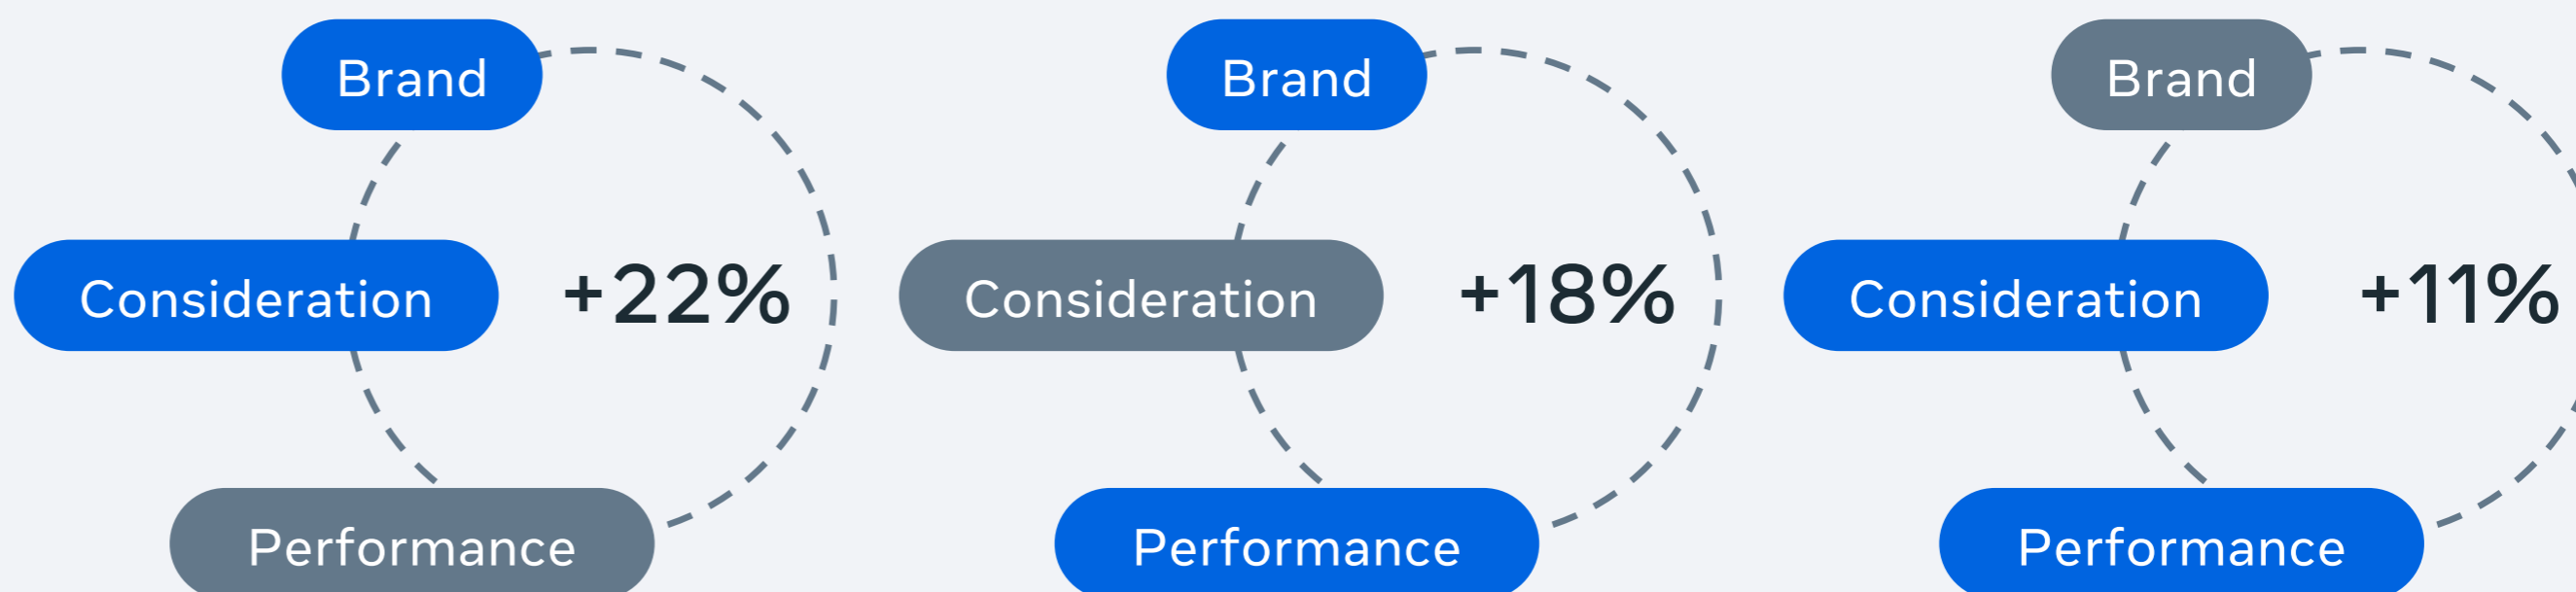 Brand
Consideration
+22%
Performance
Brand
Consideration
+18%
Performance
Brand
Consideration
+11%
Performance